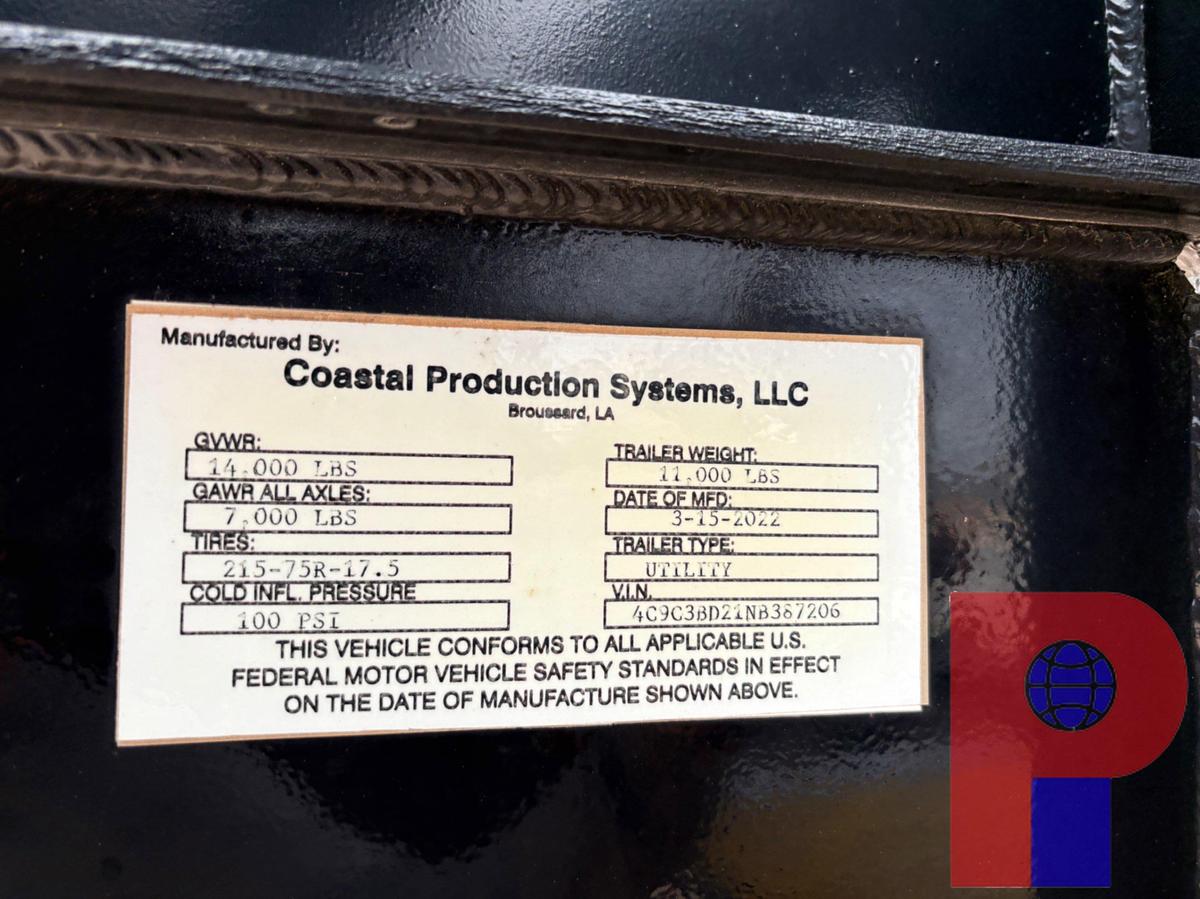 Manufactured By:
Coastal Production Systems, LLC
Broussard, LA
GVWR:
14,000 LBS
GAWR ALL AXLES:
7,000 LBS
TIRES:
215-75R-17.5
COLD INFL. PRESSURE
100 PSI
TRAILER WEIGHT:
11,000 LBS
DATE OF MFD:
3-15-2022
TRAILER TYPE:
UTILITY
V.I.N.
4C9C3BD21NB387206
THIS VEHICLE CONFORMS TO ALL APPLICABLE U.S.
FEDERAL MOTOR VEHICLE SAFETY STANDARDS IN EFFECT
ON THE DATE OF MANUFACTURE SHOWN ABOVE.